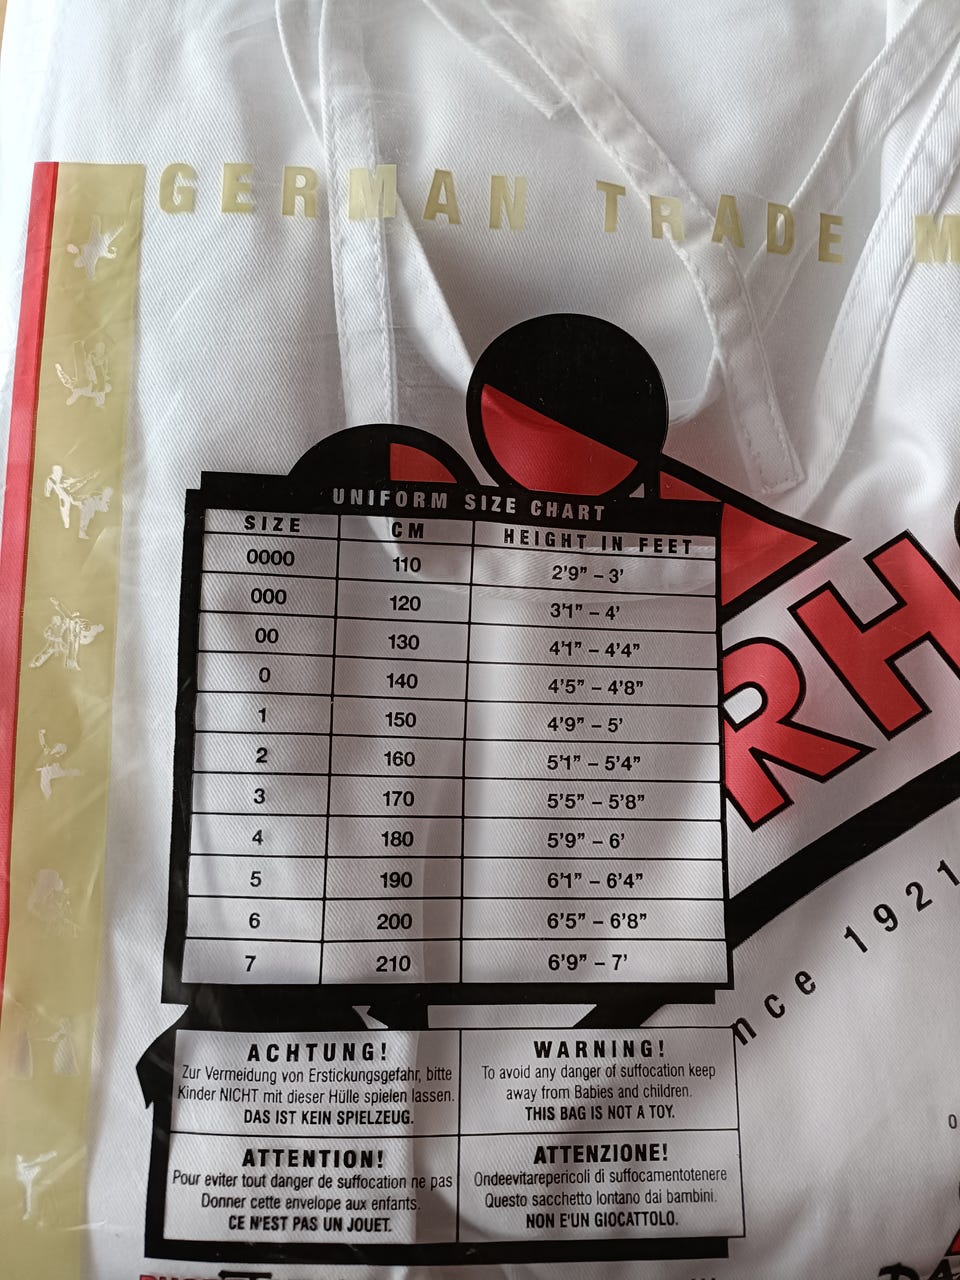 GERMAN TRADE M
UNIFORM SIZE CHART
SIZE CM HEIGHT IN FEET
0000 110 2'9" – 3'
000 120 3'1" – 4'
00 130 4'1" – 4'4"
0 140 4'5" – 4'8"
1 150 4'9" – 5'
2 160 5'1" – 5'4"
3 170 5'5" – 5'8"
4 180 5'9" – 6'
5 190 6'1" – 6'4"
6 200 6'5" – 6'8"
7 210 6'9" – 7'
RH
nce 1921
ACHTUNG!
Zur Vermeidung von Erstickungsgefahr, bitte
Kinder NICHT mit dieser Hülle spielen lassen.
DAS IST KEIN SPIELZEUG.
WARNING!
To avoid any danger of suffocation keep
away from Babies and children.
THIS BAG IS NOT A TOY.
ATTENTION!
Pour eviter tout danger de suffocation ne pas
Donner cette envelope aux enfants.
CE N'EST PAS UN JOUET.
ATTENZIONE!
Ondeevitarepericoli di suffocamentotenere
Questo sacchetto lontano dai bambini.
NON E'UN GIOCATTOLO.